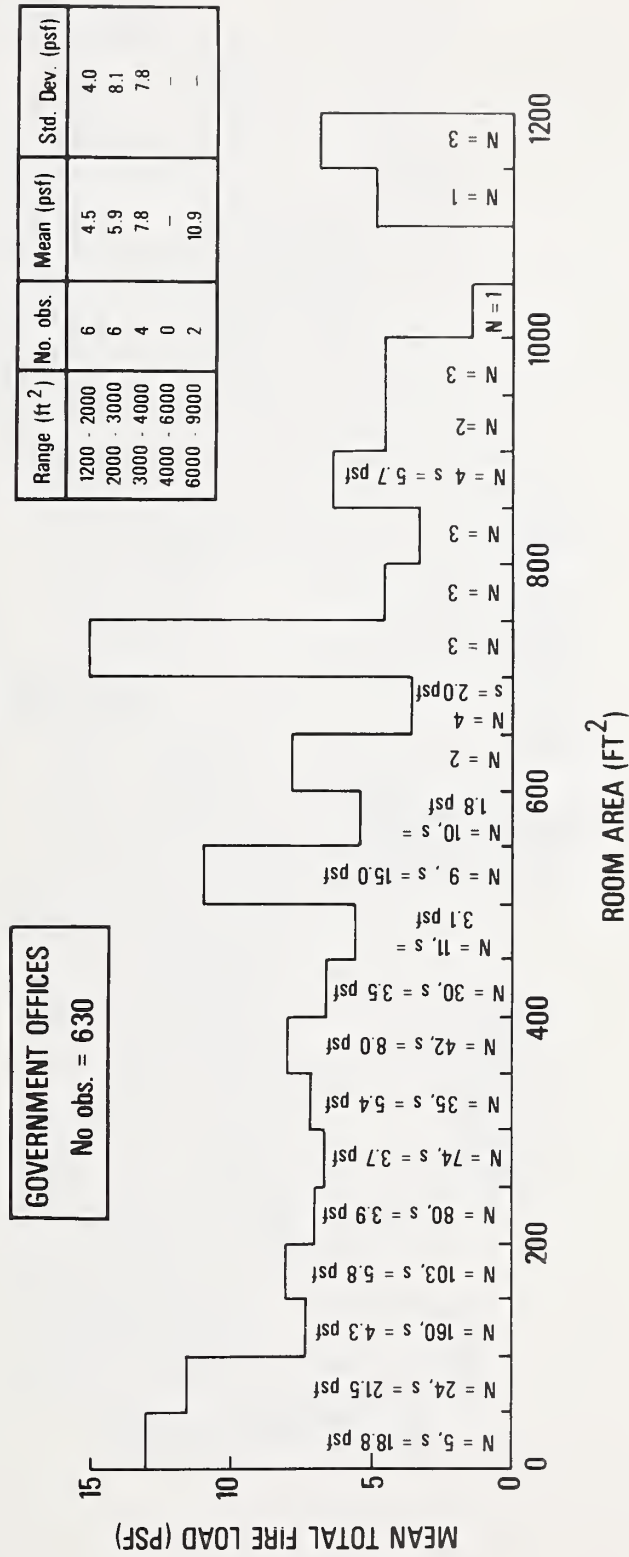 GOVERNMENT OFFICES
No obs. = 630
Range (ft²) No. obs. Mean (psf) Std. Dev. (psf)
1200 - 2000 6 4.5 4.0
2000 - 3000 6 5.9 8.1
3000 - 4000 4 7.8 7.8
4000 - 6000 0 – –
6000 - 9000 2 10.9 –
MEAN TOTAL FIRE LOAD (PSF)
15
10
5
0
N = 5, s = 18.8 psf
N = 24, s = 21.5 psf
N = 160, s = 4.3 psf
N = 103, s = 5.8 psf
N = 80, s = 3.9 psf
N = 74, s = 3.7 psf
N = 35, s = 5.4 psf
N = 42, s = 8.0 psf
N = 30, s = 3.5 psf
N = 11, s =
3.1 psf
N = 9 , s = 15.0 psf
N = 10, s =
1.8 psf
N = 2
N = 4
s = 2.0 psf
N = 3
N = 3
N = 3
N = 4 s = 5.7 psf
N =2
N = 3
N = 1
N = 1
N = 3
0 200 400 600 800 1000 1200
ROOM AREA (FT²)